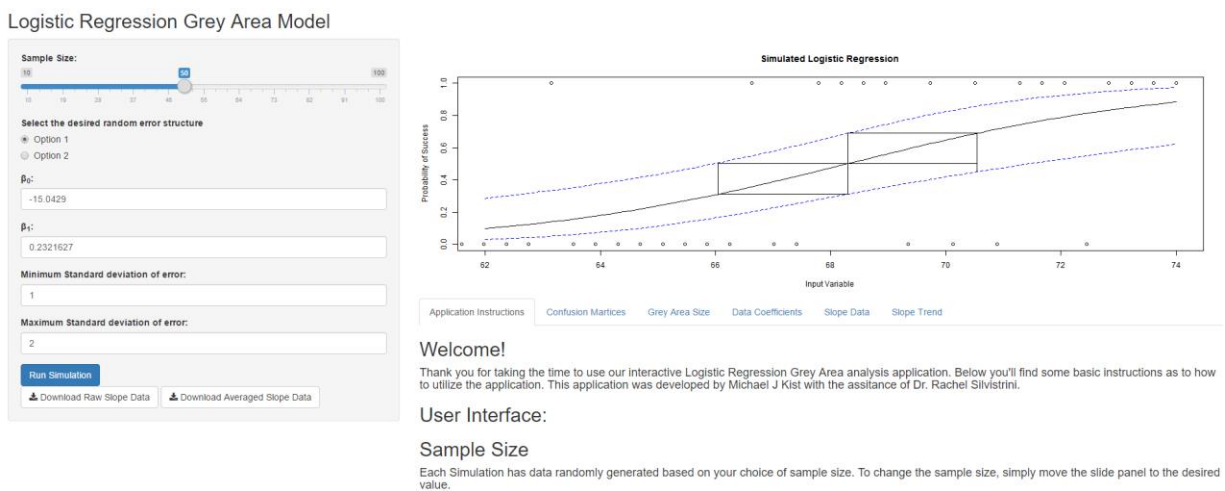 Logistic Regression Grey Area Model
Sample Size:
10 50 100
10 19 28 37 46 55 64 73 82 91 100
Select the desired random error structure
Option 1
Option 2
β₀:
-15.0429
β₁:
0.2321627
Minimum Standard deviation of error:
1
Maximum Standard deviation of error:
2
Run Simulation
Download Raw Slope Data Download Averaged Slope Data
Simulated Logistic Regression
Probability of Success
1.0
0.8
0.6
0.4
0.2
0.0
62 64 66 68 70 72 74
Input Variable
Application Instructions Confusion Martices Grey Area Size Data Coefficients Slope Data Slope Trend
Welcome!
Thank you for taking the time to use our interactive Logistic Regression Grey Area analysis application. Below you'll find some basic instructions as to how
to utilize the application. This application was developed by Michael J Kist with the assitance of Dr. Rachel Silvistrini.
User Interface:
Sample Size
Each Simulation has data randomly generated based on your choice of sample size. To change the sample size, simply move the slide panel to the desired
value.